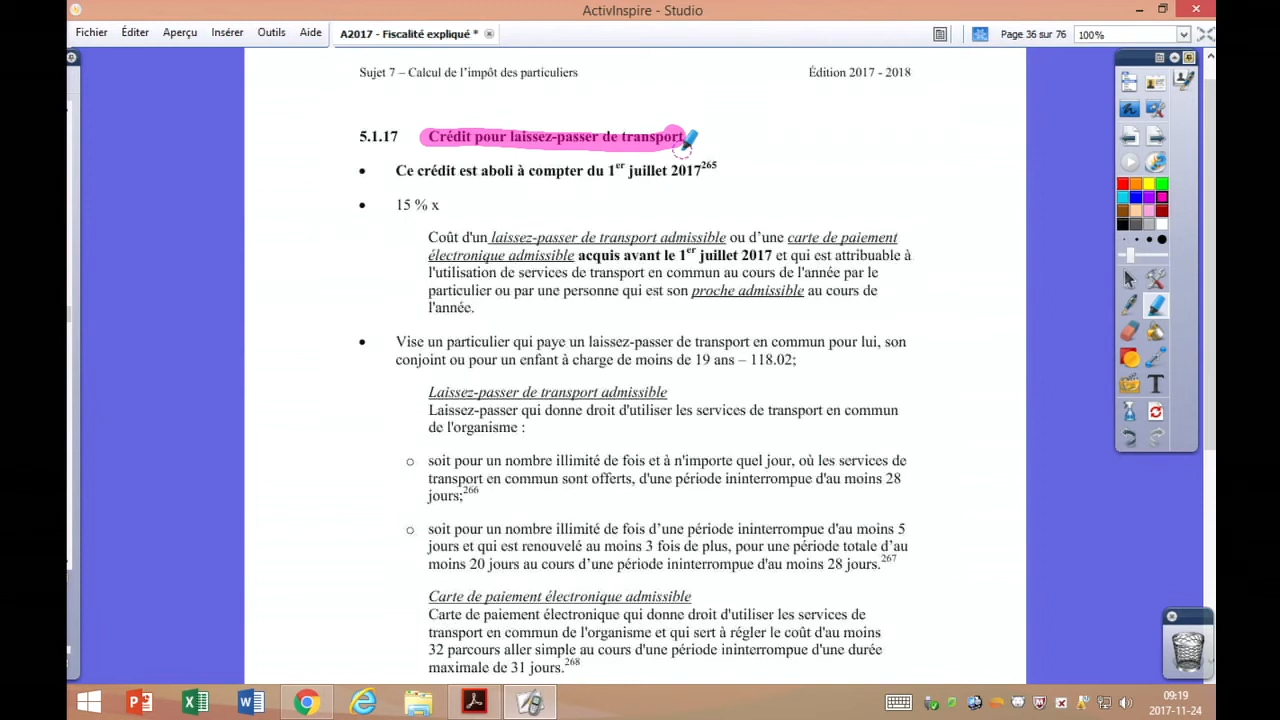 ActivInspire - Studio
Fichier Éditer Aperçu Insérer Outils Aide A2017 - Fiscalité expliqué * Page 36 sur 76 100%
Sujet 7 – Calcul de l'impôt des particuliers Édition 2017 - 2018
5.1.17 Crédit pour laissez-passer de transport
• Ce crédit est aboli à compter du 1er juillet 2017265
• 15 % x
Coût d'un laissez-passer de transport admissible ou d’une carte de paiement
électronique admissible acquis avant le 1er juillet 2017 et qui est attribuable à
l'utilisation de services de transport en commun au cours de l'année par le
particulier ou par une personne qui est son proche admissible au cours de
l'année.
• Vise un particulier qui paye un laissez-passer de transport en commun pour lui, son
conjoint ou pour un enfant à charge de moins de 19 ans – 118.02;
Laissez-passer de transport admissible
Laissez-passer qui donne droit d'utiliser les services de transport en commun
de l'organisme :
o soit pour un nombre illimité de fois et à n'importe quel jour, où les services de
transport en commun sont offerts, d'une période ininterrompue d'au moins 28
jours;266
o soit pour un nombre illimité de fois d’une période ininterrompue d'au moins 5
jours et qui est renouvelé au moins 3 fois de plus, pour une période totale d’au
moins 20 jours au cours d’une période ininterrompue d'au moins 28 jours.267
Carte de paiement électronique admissible
Carte de paiement électronique qui donne droit d'utiliser les services de
transport en commun de l'organisme et qui sert à régler le coût d'au moins
32 parcours aller simple au cours d'une période ininterrompue d'une durée
maximale de 31 jours.268
09:19
2017-11-24